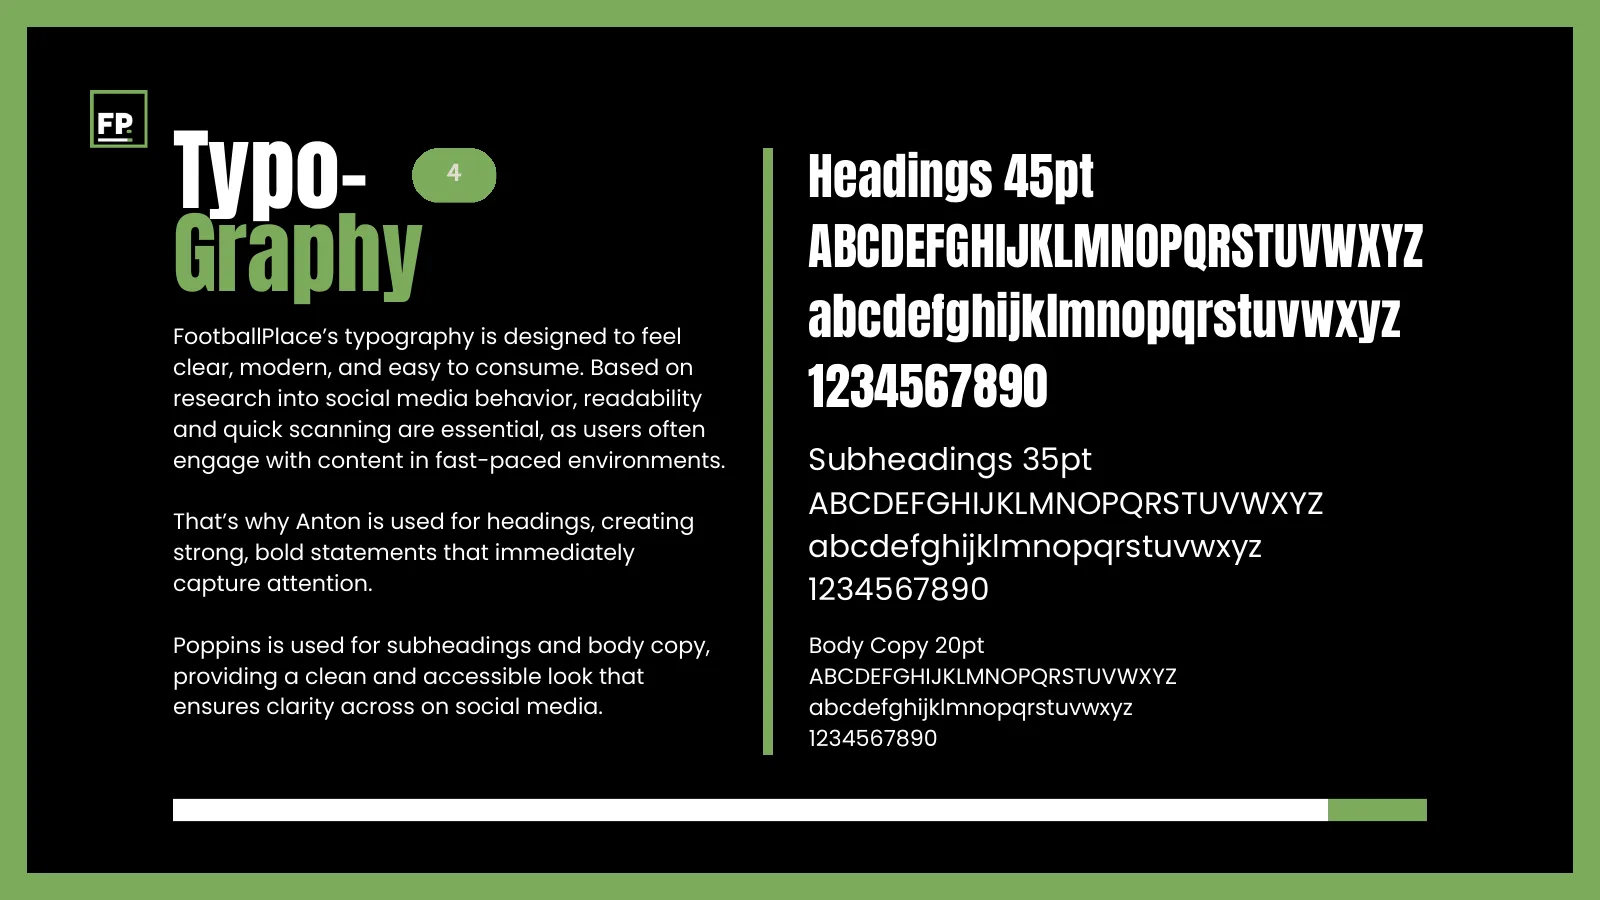 FP
Typo-
4
Graphy
FootballPlace’s typography is designed to feel
clear, modern, and easy to consume. Based on
research into social media behavior, readability
and quick scanning are essential, as users often
engage with content in fast-paced environments.
That’s why Anton is used for headings, creating
strong, bold statements that immediately
capture attention.
Poppins is used for subheadings and body copy,
providing a clean and accessible look that
ensures clarity across on social media.
Headings 45pt
ABCDEFGHIJKLMNOPQRSTUVWXYZ
abcdefghijklmnopqrstuvwxyz
1234567890
Subheadings 35pt
ABCDEFGHIJKLMNOPQRSTUVWXYZ
abcdefghijklmnopqrstuvwxyz
1234567890
Body Copy 20pt
ABCDEFGHIJKLMNOPQRSTUVWXYZ
abcdefghijklmnopqrstuvwxyz
1234567890